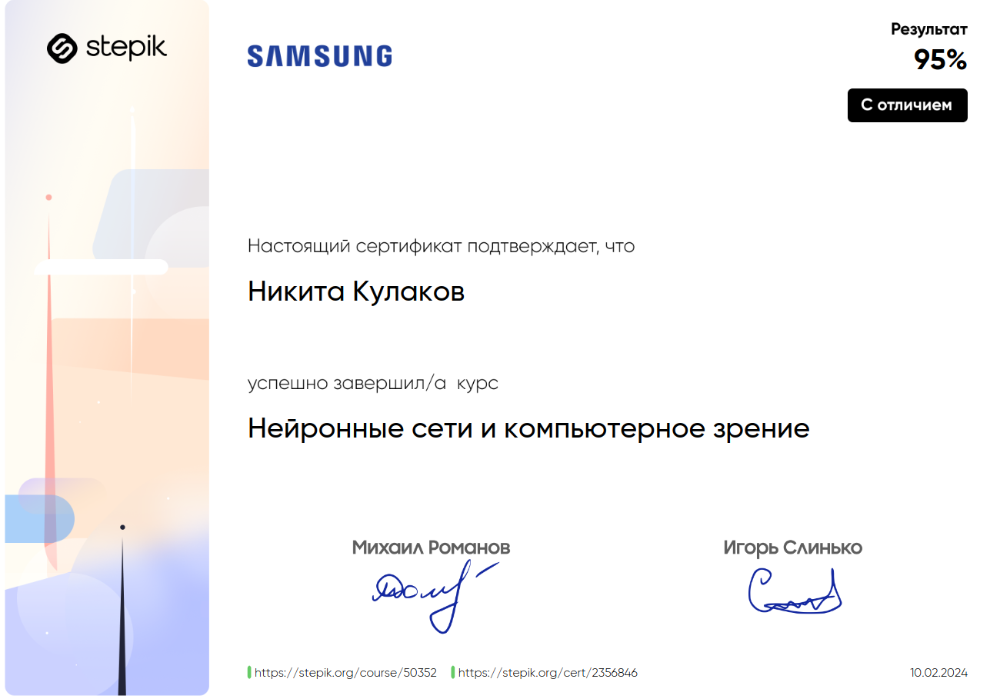 stepik
SAMSUNG
Результат
95%
С отличием
Настоящий сертификат подтверждает, что
Никита Кулаков
успешно завершил/а курс
Нейронные сети и компьютерное зрение
Михаил Романов
Игорь Слинько
https://stepik.org/course/50352
https://stepik.org/cert/2356846
10.02.2024